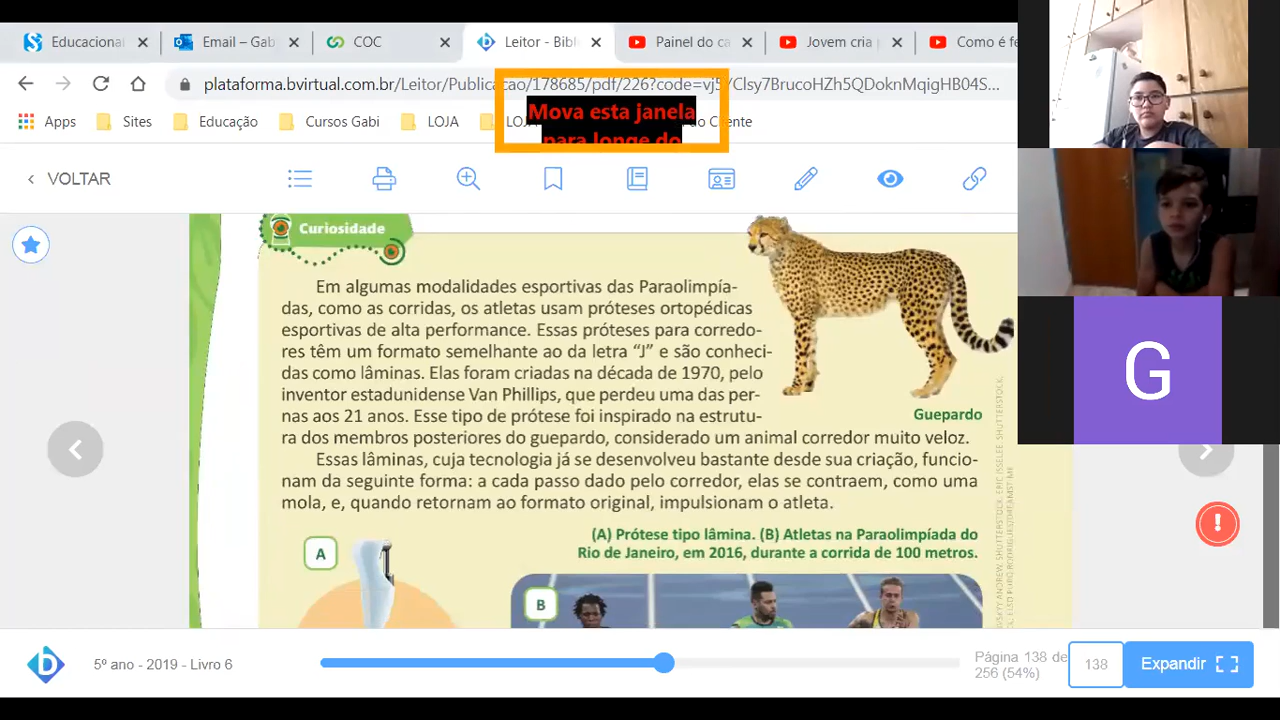 Educacional
Email – Gab
COC
Leitor - Bibl
Painel do ca
Jovem cria
Como é fe
plataforma.bvirtual.com.br/Leitor/Publicacao/178685/pdf/226?code=vj5/Clsy7BrucoHZh5QDoknMqigHB04S...
Mova esta janela
para longe do
Apps
Sites
Educação
Cursos Gabi
LOJA
LOJ
do Cliente
VOLTAR
Curiosidade
Em algumas modalidades esportivas das Paraolimpía-
das, como as corridas, os atletas usam próteses ortopédicas
esportivas de alta performance. Essas próteses para corredo-
res têm um formato semelhante ao da letra “J” e são conheci-
das como lâminas. Elas foram criadas na década de 1970, pelo
inventor estadunidense Van Phillips, que perdeu uma das per-
nas aos 21 anos. Esse tipo de prótese foi inspirado na estrutu-
ra dos membros posteriores do guepardo, considerado um animal corredor muito veloz.
Essas lâminas, cuja tecnologia já se desenvolveu bastante desde sua criação, funcio-
nam da seguinte forma: a cada passo dado pelo corredor, elas se contraem, como uma
mola, e, quando retornam ao formato original, impulsionam o atleta.
Guepardo
(A) Prótese tipo lâmina. (B) Atletas na Paraolimpíada do
Rio de Janeiro, em 2016, durante a corrida de 100 metros.
A
B
G
5º ano - 2019 - Livro 6
Página 138 de
256 (54%)
138
Expandir